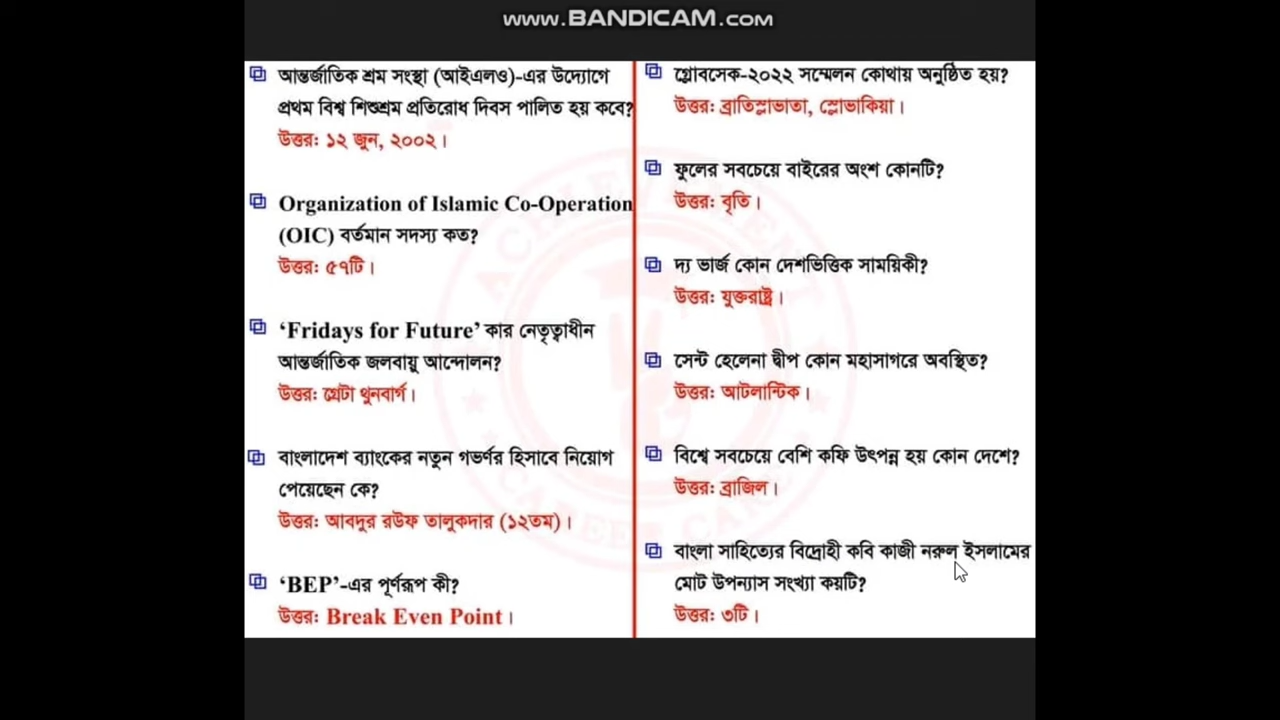 www.BANDICAM.com
আন্তর্জাতিক শ্রম সংস্থা (আইএলও)-এর উদ্যোগে
প্রথম বিশ্ব শিশুশ্রম প্রতিরোধ দিবস পালিত হয় কবে?
উত্তর: ১২ জুন, ২০০২।
Organization of Islamic Co-Operation
(OIC) বর্তমান সদস্য কত?
উত্তর: ৫৭টি।
‘Fridays for Future’ কার নেতৃত্বাধীন
আন্তর্জাতিক জলবায়ু আন্দোলন?
উত্তর: গ্রেটা থুনবার্গ।
বাংলাদেশ ব্যাংকের নতুন গভর্ণর হিসাবে নিয়োগ
পেয়েছেন কে?
উত্তর: আবদুর রউফ তালুকদার (১২তম)।
‘BEP’-এর পূর্ণরূপ কী?
উত্তর: Break Even Point।
গ্লোবসেক-২০২২ সম্মেলন কোথায় অনুষ্ঠিত হয়?
উত্তর: ব্রাতিস্লাভাতা, স্লোভাকিয়া।
ফুলের সবচেয়ে বাইরের অংশ কোনটি?
উত্তর: বৃতি।
দ্য ভার্জ কোন দেশভিত্তিক সাময়িকী?
উত্তর: যুক্তরাষ্ট্র।
সেন্ট হেলেনা দ্বীপ কোন মহাসাগরে অবস্থিত?
উত্তর: আটলান্টিক।
বিশ্বে সবচেয়ে বেশি কফি উৎপন্ন হয় কোন দেশে?
উত্তর: ব্রাজিল।
বাংলা সাহিত্যের বিদ্রোহী কবি কাজী নরুল ইসলামের
মোট উপন্যাস সংখ্যা কয়টি?
উত্তর: ৩টি।